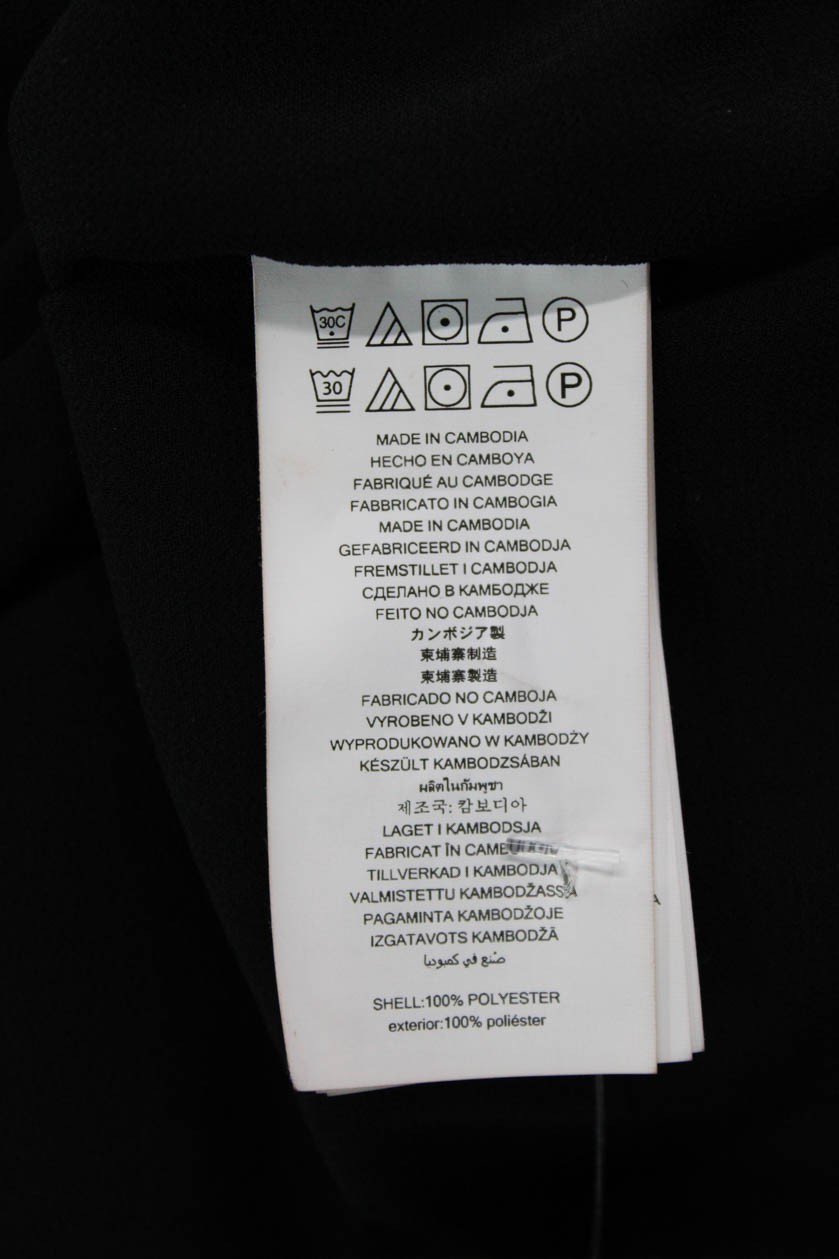 30C P
30 P
MADE IN CAMBODIA
HECHO EN CAMBOYA
FABRIQUÉ AU CAMBODGE
FABBRICATO IN CAMBOGIA
MADE IN CAMBODIA
GEFABRICEERD IN CAMBODJA
FREMSTILLET I CAMBODJA
СДЕЛАНО В КАМБОДЖЕ
FEITO NO CAMBODJA
カンボジア製
柬埔寨制造
柬埔寨製造
FABRICADO NO CAMBOJA
VYROBENO V KAMBODŽI
WYPRODUKOWANO W KAMBODŻY
KÉSZÜLT KAMBODZSÁBAN
ผลิตในกัมพูชา
제조국: 캄보디아
LAGET I KAMBODSJA
FABRICAT ÎN
TILLVERKAD I KAMBODJA
VALMISTETTU KAMBODŽASSA
A
PAGAMINTA KAMBODŽOJE
IZGATAVOTS KAMBODŽĀ
صُنع في كمبوديا
SHELL:100% POLYESTER
exterior:100% poliéster